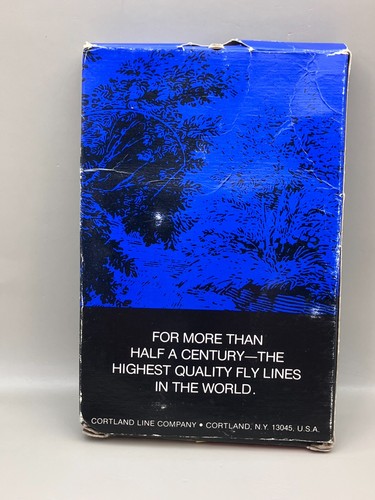 FOR MORE THAN
HALF A CENTURY—THE
HIGHEST QUALITY FLY LINES
IN THE WORLD.
CORTLAND LINE COMPANY • CORTLAND, N.Y. 13045, U.S.A.